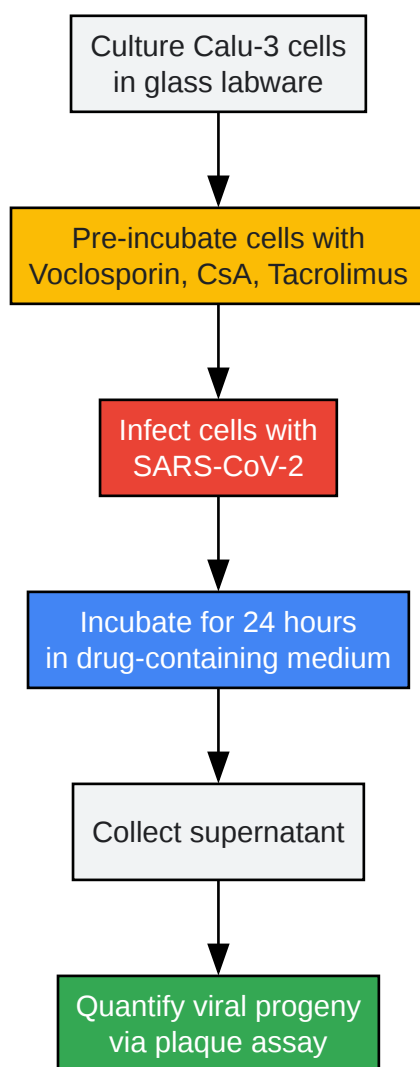 Culture Calu-3 cells
in glass labware
Pre-incubate cells with
Voclosporin, CsA, Tacrolimus
Infect cells with
SARS-CoV-2
Incubate for 24 hours
in drug-containing medium
Collect supernatant
Quantify viral progeny
via plaque assay